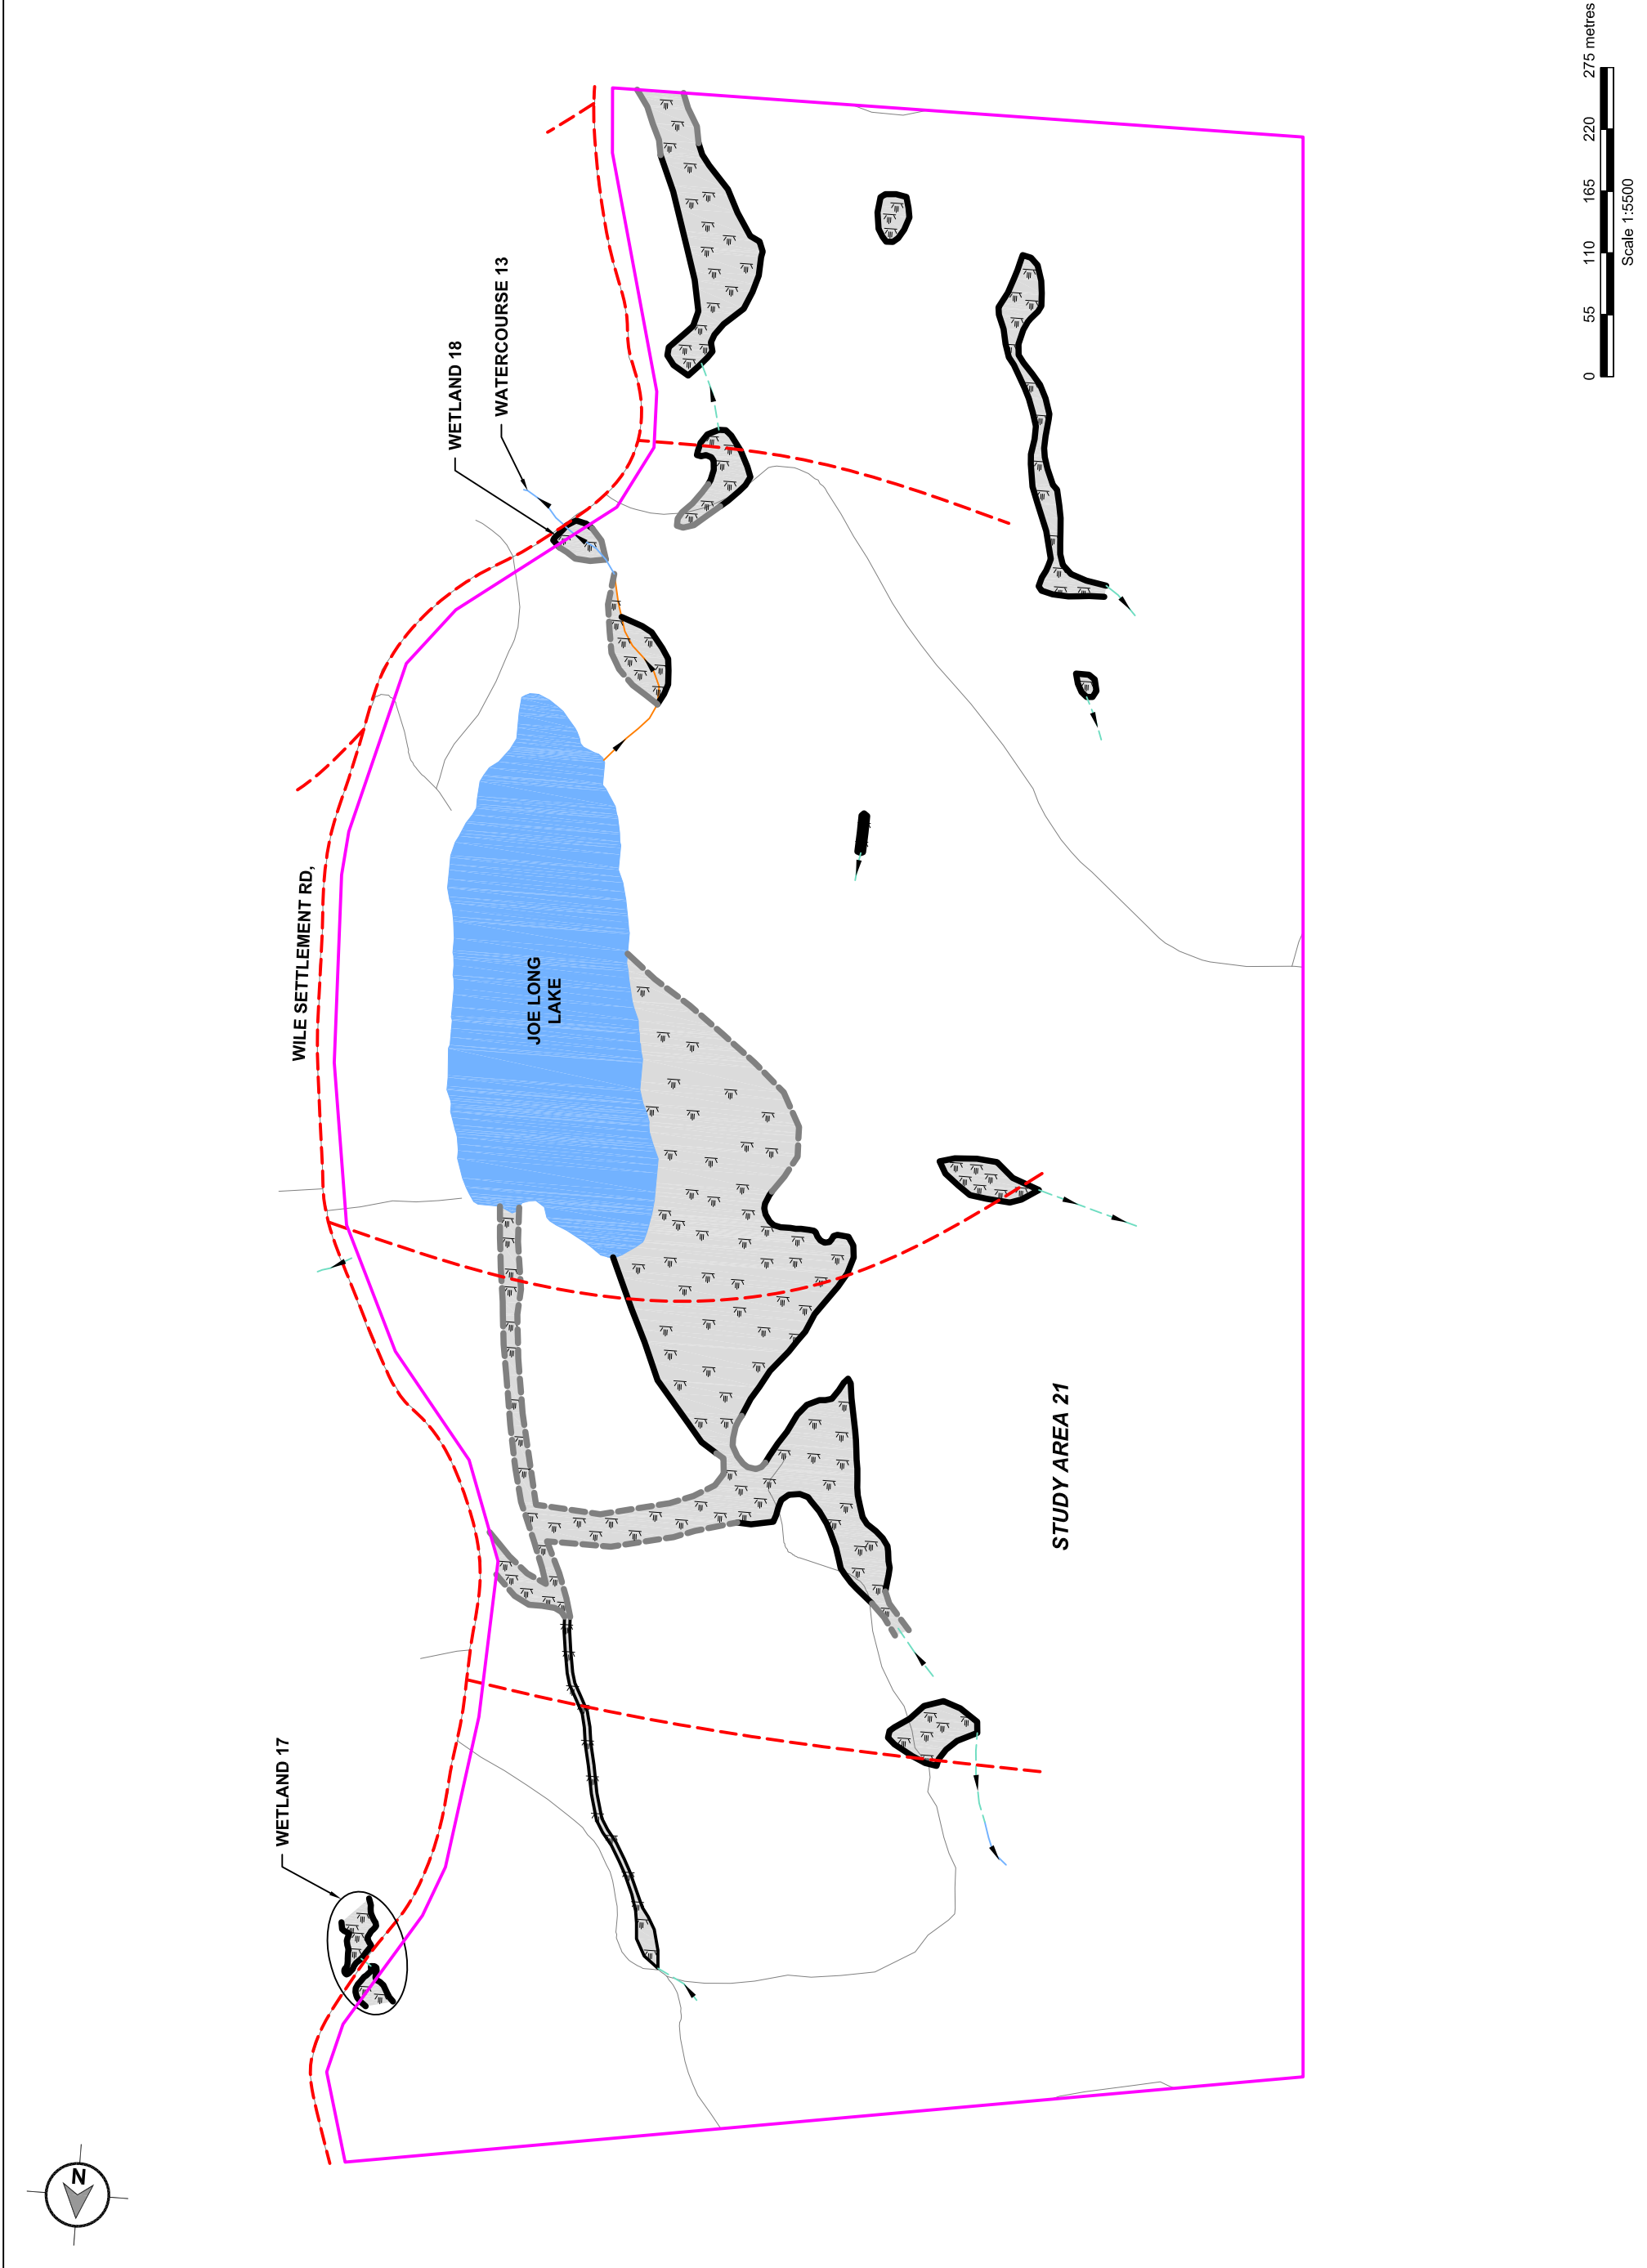 WILE SETTLEMENT RD,
WETLAND 18
WATERCOURSE 13
JOE LONG
LAKE
WETLAND 17
STUDY AREA 21
N
0 55 110 165 220 275 metres
Scale 1:5500